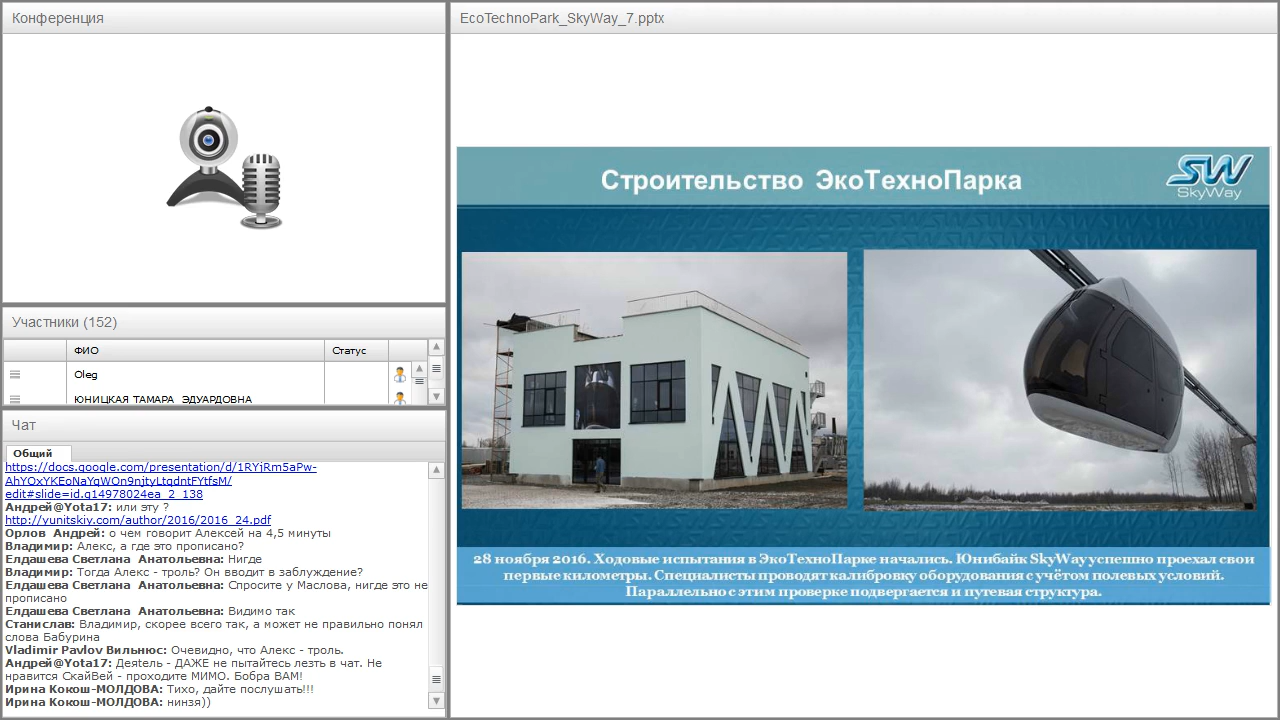 Конференция
Участники (152)
ФИО
Статус
Oleg
ЮНИЦКАЯ ТАМАРА ЭДУАРДОВНА
Чат
Общий
https://docs.google.com/presentation/d/1RYjRm5aPw-
AhYOxYKEoNaYgWOn9njtyLtgdntFYtfsM/
edit#slide=id.g14978024ea_2_138
Андрей@Yota17: или эту ?
http://yunitskiy.com/author/2016/2016_24.pdf
Орлов Андрей: о чем говорит Алексей на 4,5 минуты
Владимир: Алекс, а где это прописано?
Елдашева Светлана Анатольевна: Нигде
Владимир: Тогда Алекс - троль? Он вводит в заблуждение?
Елдашева Светлана Анатольевна: Спросите у Маслова, нигде это не
прописано
Елдашева Светлана Анатольевна: Видимо так
Станислав: Владимир, скорее всего так, а может не правильно понял
слова Бабурина
Vladimir Pavlov Вильнюс: Очевидно, что Алекс - троль.
Андрей@Yota17: Деятель - ДАЖЕ не пытайтесь лезть в чат. Не
нравится СкайВей - проходите МИМО. Бобра ВАМ!
Ирина Кокош-МОЛДОВА: Тихо, дайте послушать!!!
Ирина Кокош-МОЛДОВА: нинзя))
EcoTechnoPark_SkyWay_7.pptx
Строительство ЭкоТехноПарка
SW
SkyWay
28 ноября 2016. Ходовые испытания в ЭкоТехноПарке начались. Юнибайк SkyWay успешно проехал свои
первые километры. Специалисты проводят калибровку оборудования с учётом полевых условий.
Параллельно с этим проверке подвергается и путевая структура.